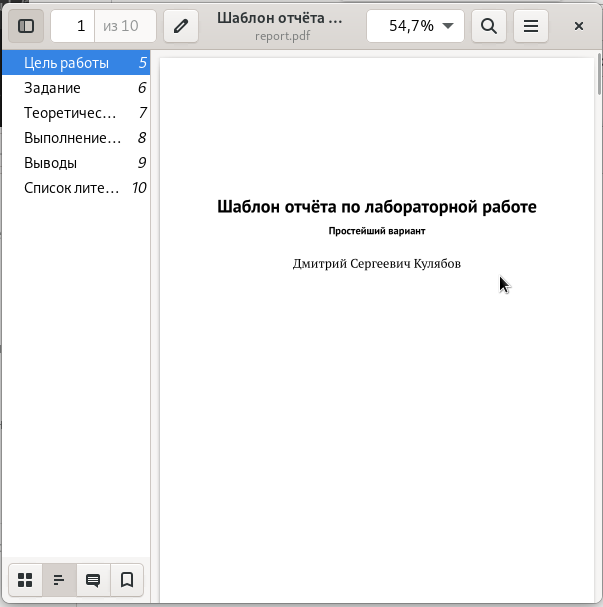 1 из 10
Шаблон отчёта ...
report.pdf
54,7%
Цель работы 5
Задание 6
Теоретичес... 7
Выполнение... 8
Выводы 9
Список лите... 10
Шаблон отчёта по лабораторной работе
Простейший вариант
Дмитрий Сергеевич Кулябов